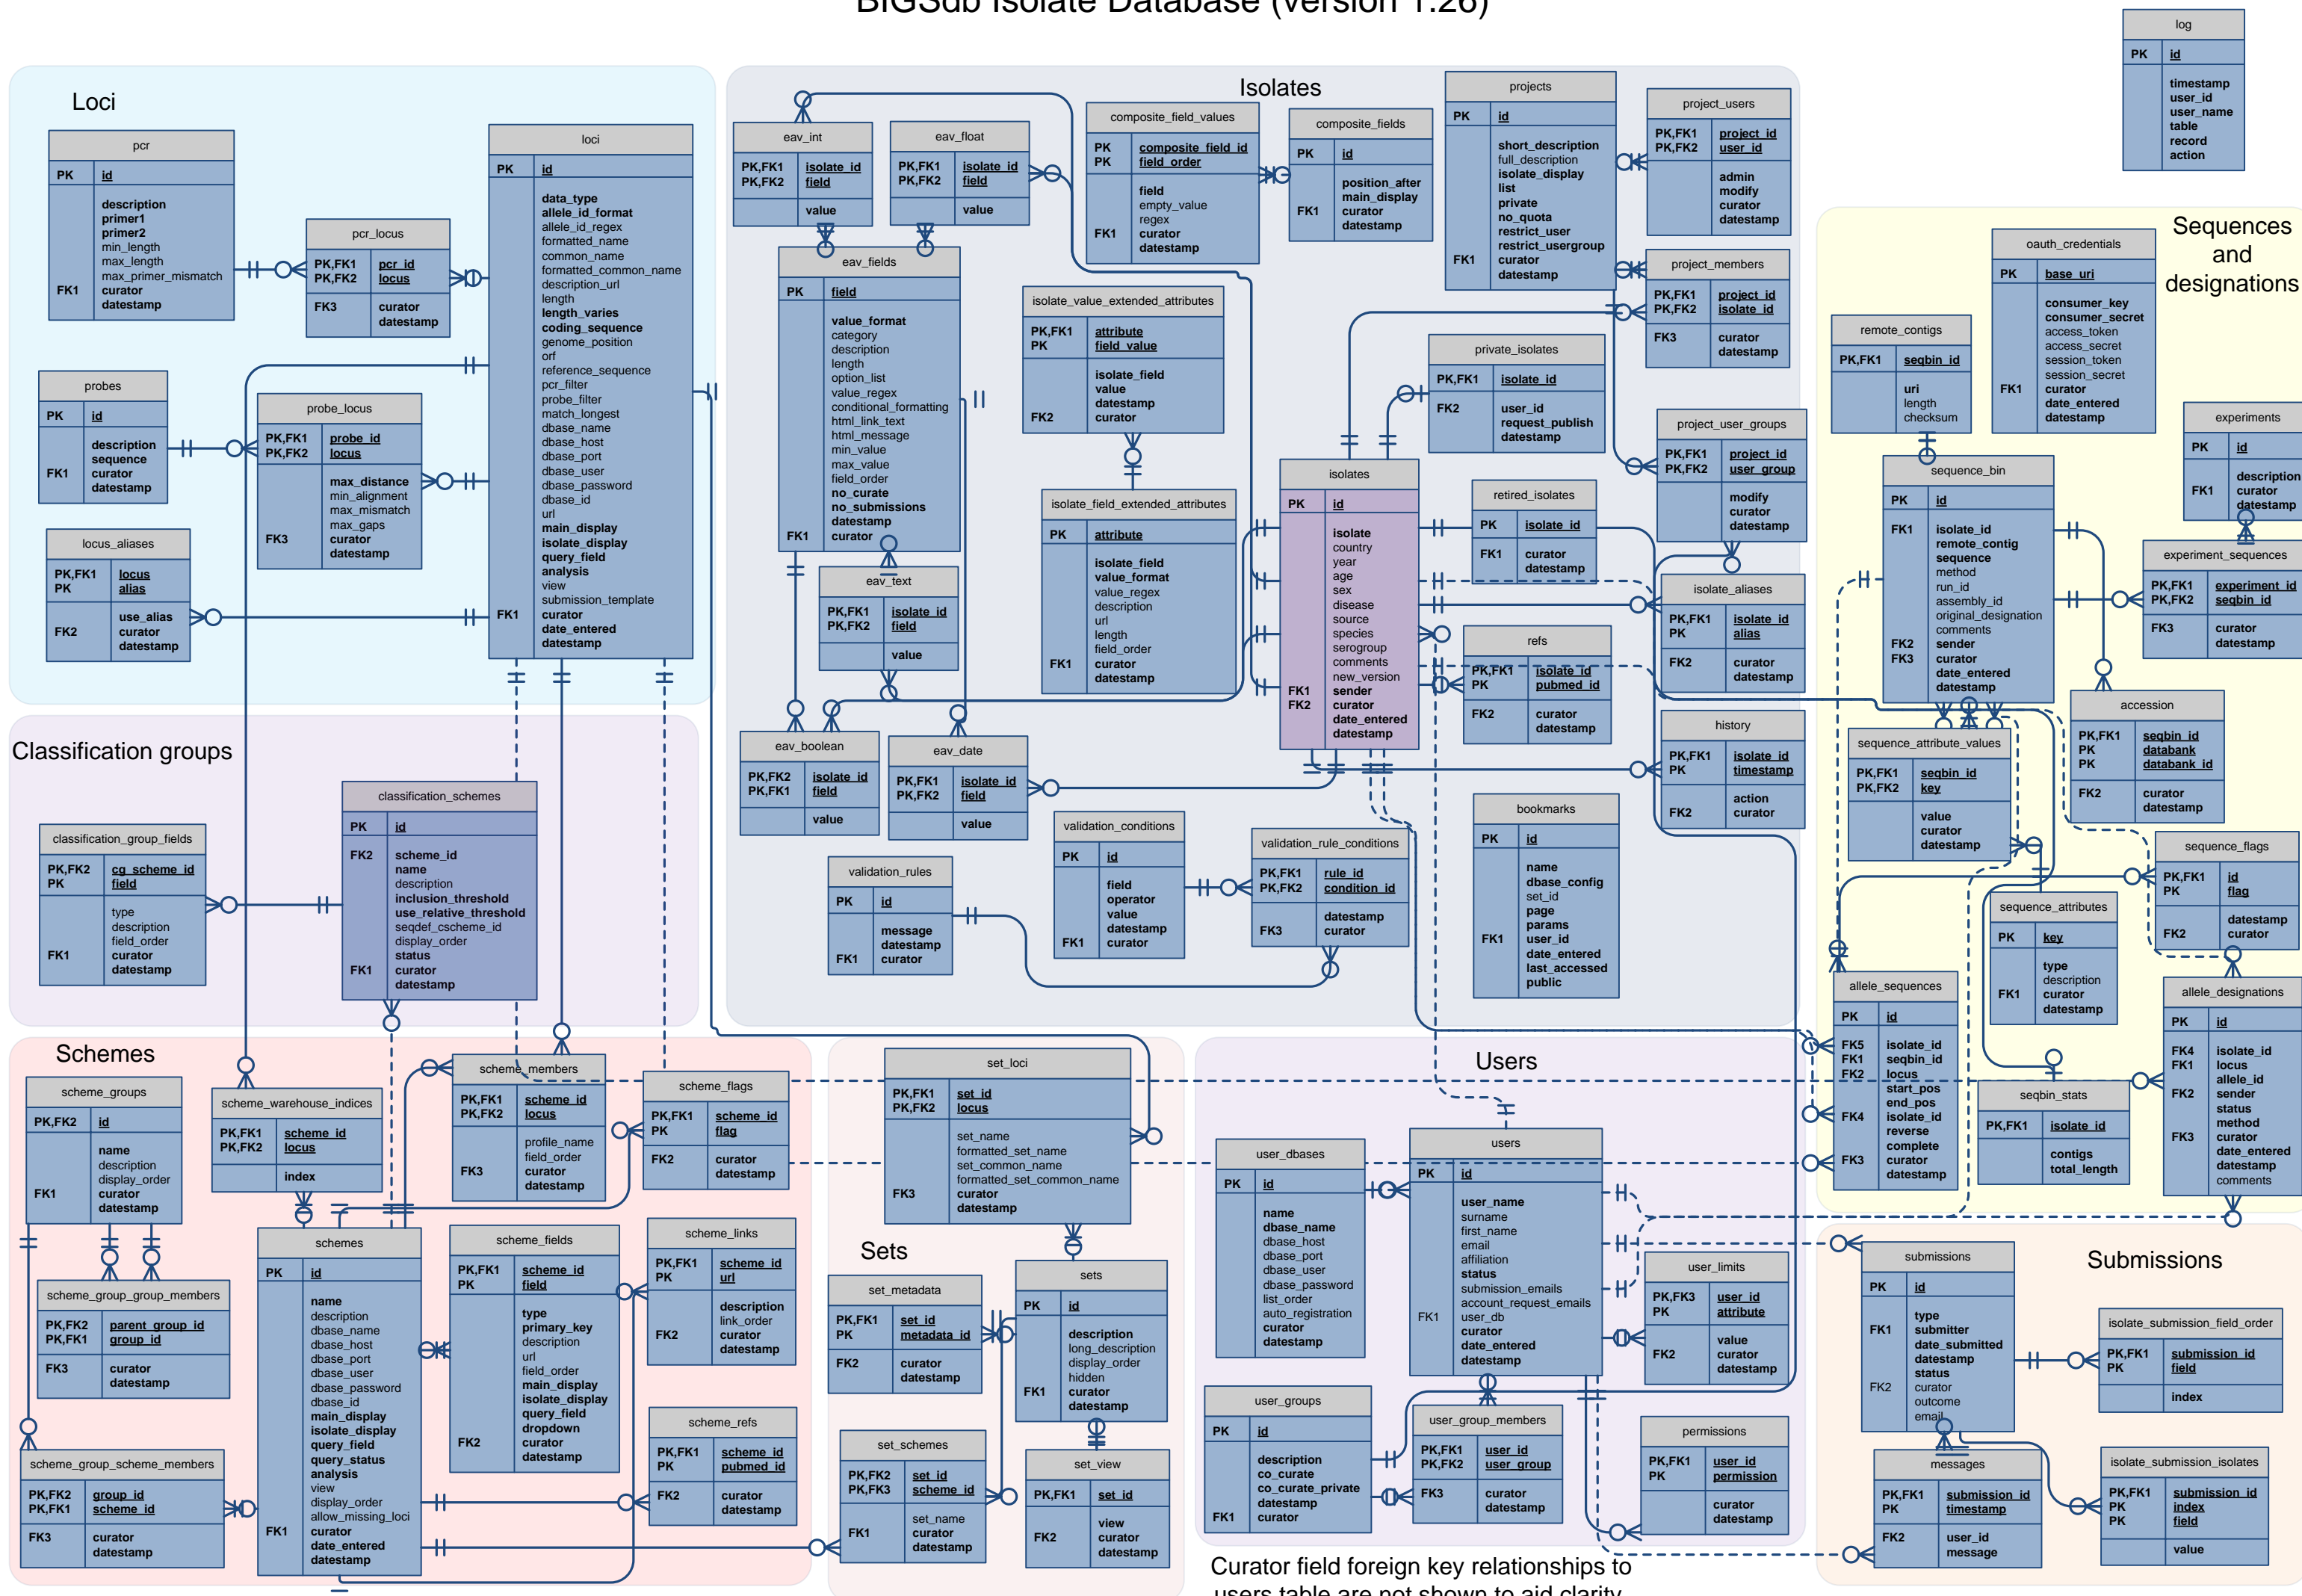 BIGSdb Isolate Database (version 1.26)
log
PK id
timestamp
user_id
user_name
table
record
action
Loci
pcr
PK id
description
primer1
primer2
min_length
max_length
max_primer_mismatch
FK1 curator
datestamp
pcr_locus
PK,FK1 pcr_id
PK,FK2 locus
FK3 curator
datestamp
probes
PK id
description
sequence
FK1 curator
datestamp
probe_locus
PK,FK1 probe_id
PK,FK2 locus
max_distance
min_alignment
max_mismatch
max_gaps
FK3 curator
datestamp
locus_aliases
PK,FK1 locus
PK alias
use_alias
FK2 curator
datestamp
loci
PK id
data_type
allele_id_format
allele_id_regex
formatted_name
common_name
formatted_common_name
description_url
length
length_varies
coding_sequence
genome_position
orf
reference_sequence
pcr_filter
probe_filter
match_longest
dbase_name
dbase_host
dbase_port
dbase_user
dbase_password
dbase_id
url
main_display
isolate_display
query_field
analysis
view
submission_template
FK1 curator
date_entered
datestamp
Classification groups
classification_group_fields
PK,FK2 cg_scheme_id
PK field
type
description
field_order
FK1 curator
datestamp
classification_schemes
PK id
FK2 scheme_id
name
description
inclusion_threshold
use_relative_threshold
seqdef_cscheme_id
display_order
status
FK1 curator
datestamp
Schemes
scheme_groups
PK,FK2 id
name
description
display_order
FK1 curator
datestamp
scheme_warehouse_indices
PK,FK1 scheme_id
PK,FK2 locus
index
scheme_members
PK,FK1 scheme_id
PK,FK2 locus
profile_name
field_order
FK3 curator
datestamp
scheme_flags
PK,FK1 scheme_id
PK flag
FK2 curator
datestamp
scheme_group_group_members
PK,FK2 parent_group_id
PK,FK1 group_id
FK3 curator
datestamp
scheme_group_scheme_members
PK,FK2 group_id
PK,FK1 scheme_id
FK3 curator
datestamp
schemes
PK id
name
description
dbase_name
dbase_host
dbase_port
dbase_user
dbase_password
dbase_id
main_display
isolate_display
query_field
query_status
analysis
view
display_order
allow_missing_loci
FK1 curator
date_entered
datestamp
scheme_fields
PK,FK1 scheme_id
PK field
type
primary_key
description
url
field_order
main_display
isolate_display
query_field
dropdown
FK2 curator
datestamp
scheme_links
PK,FK1 scheme_id
PK url
description
link_order
FK2 curator
datestamp
scheme_refs
PK,FK1 scheme_id
PK pubmed_id
FK2 curator
datestamp
Isolates
eav_int
PK,FK1 isolate_id
PK,FK2 field
value
eav_float
PK,FK1 isolate_id
PK,FK2 field
value
eav_fields
PK field
value_format
category
description
length
option_list
value_regex
conditional_formatting
html_link_text
html_message
min_value
max_value
field_order
no_curate
no_submissions
datestamp
FK1 curator
eav_text
PK,FK1 isolate_id
PK,FK2 field
value
eav_boolean
PK,FK2 isolate_id
PK,FK1 field
value
eav_date
PK,FK1 isolate_id
PK,FK2 field
value
composite_field_values
PK composite_field_id
PK field_order
field
empty_value
regex
FK1 curator
datestamp
composite_fields
PK id
position_after
main_display
FK1 curator
datestamp
isolate_value_extended_attributes
PK,FK1 attribute
PK field_value
isolate_field
value
datestamp
FK2 curator
isolate_field_extended_attributes
PK attribute
isolate_field
value_format
value_regex
description
url
length
field_order
FK1 curator
datestamp
projects
PK id
short_description
full_description
isolate_display
list
private
no_quota
restrict_user
restrict_usergroup
FK1 curator
datestamp
project_users
PK,FK1 project_id
PK,FK2 user_id
admin
modify
curator
datestamp
project_members
PK,FK1 project_id
PK,FK2 isolate_id
FK3 curator
datestamp
private_isolates
PK,FK1 isolate_id
FK2 user_id
request_publish
datestamp
project_user_groups
PK,FK1 project_id
PK,FK2 user_group
modify
curator
datestamp
isolates
PK id
isolate
country
year
age
sex
disease
source
species
serogroup
comments
new_version
FK1 sender
FK2 curator
date_entered
datestamp
retired_isolates
PK isolate_id
FK1 curator
datestamp
isolate_aliases
PK,FK1 isolate_id
PK alias
FK2 curator
datestamp
refs
PK,FK1 isolate_id
PK pubmed_id
FK2 curator
datestamp
history
PK,FK1 isolate_id
PK timestamp
action
FK2 curator
bookmarks
PK id
name
dbase_config
set_id
page
params
FK1 user_id
date_entered
last_accessed
public
validation_rules
PK id
message
datestamp
FK1 curator
validation_conditions
PK id
field
operator
value
datestamp
FK1 curator
validation_rule_conditions
PK,FK1 rule_id
PK,FK2 condition_id
datestamp
FK3 curator
Sets
set_loci
PK,FK1 set_id
PK,FK2 locus
set_name
formatted_set_name
set_common_name
formatted_set_common_name
FK3 curator
datestamp
set_metadata
PK,FK1 set_id
PK metadata_id
FK2 curator
datestamp
sets
PK id
description
long_description
display_order
hidden
FK1 curator
datestamp
set_schemes
PK,FK2 set_id
PK,FK3 scheme_id
set_name
FK1 curator
datestamp
set_view
PK,FK1 set_id
view
FK2 curator
datestamp
Users
user_dbases
PK id
name
dbase_name
dbase_host
dbase_port
dbase_user
dbase_password
list_order
auto_registration
curator
datestamp
users
PK id
user_name
surname
first_name
email
affiliation
status
submission_emails
account_request_emails
FK1 user_db
curator
date_entered
datestamp
user_limits
PK,FK3 user_id
PK attribute
value
FK2 curator
datestamp
user_groups
PK id
description
co_curate
co_curate_private
datestamp
FK1 curator
user_group_members
PK,FK1 user_id
PK,FK2 user_group
FK3 curator
datestamp
permissions
PK,FK1 user_id
PK permission
curator
datestamp
Curator field foreign key relationships to
users table are not shown to aid clarity
Sequences
and
designations
oauth_credentials
PK base_uri
consumer_key
consumer_secret
access_token
access_secret
session_token
session_secret
FK1 curator
date_entered
datestamp
remote_contigs
PK,FK1 seqbin_id
uri
length
checksum
experiments
PK id
description
FK1 curator
datestamp
sequence_bin
PK id
FK1 isolate_id
remote_contig
sequence
method
run_id
assembly_id
original_designation
comments
FK2 sender
FK3 curator
date_entered
datestamp
experiment_sequences
PK,FK1 experiment_id
PK,FK2 seqbin_id
FK3 curator
datestamp
accession
PK,FK1 seqbin_id
PK databank
PK databank_id
FK2 curator
datestamp
sequence_attribute_values
PK,FK1 seqbin_id
PK,FK2 key
value
curator
datestamp
sequence_flags
PK,FK1 id
PK flag
datestamp
FK2 curator
sequence_attributes
PK key
type
description
FK1 curator
datestamp
allele_sequences
PK id
FK5 isolate_id
FK1 seqbin_id
FK2 locus
start_pos
end_pos
FK4 isolate_id
reverse
complete
FK3 curator
datestamp
seqbin_stats
PK,FK1 isolate_id
contigs
total_length
allele_designations
PK id
FK4 isolate_id
FK1 locus
allele_id
FK2 sender
status
method
FK3 curator
date_entered
datestamp
comments
Submissions
submissions
PK id
type
FK1 submitter
date_submitted
datestamp
status
FK2 curator
outcome
email
isolate_submission_field_order
PK,FK1 submission_id
PK field
index
messages
PK,FK1 submission_id
PK timestamp
FK2 user_id
message
isolate_submission_isolates
PK,FK1 submission_id
PK index
PK field
value